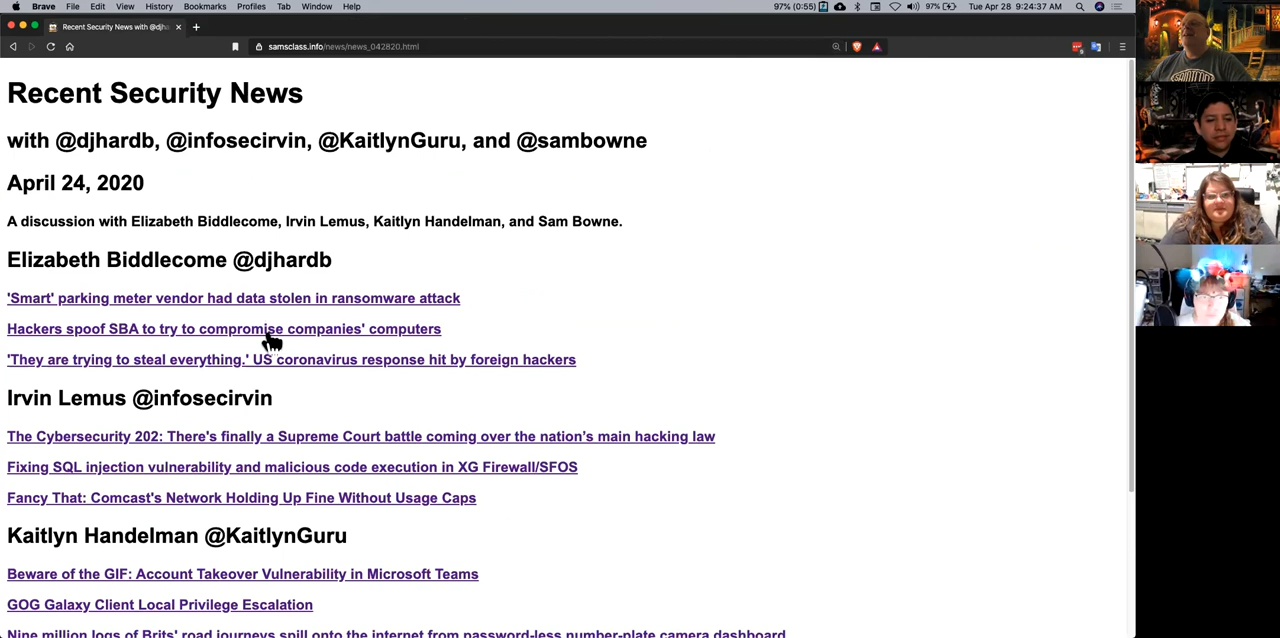 Brave File Edit View History Bookmarks Profiles Tab Window Help 97% (0:55) 97% Tue Apr 28 9:24:37 AM
Recent Security News with @djha
samsclass.info/news/news_042820.html
Recent Security News
with @djhardb, @infosecirvin, @KaitlynGuru, and @sambowne
April 24, 2020
A discussion with Elizabeth Biddlecome, Irvin Lemus, Kaitlyn Handelman, and Sam Bowne.
Elizabeth Biddlecome @djhardb
'Smart' parking meter vendor had data stolen in ransomware attack
Hackers spoof SBA to try to compromise companies' computers
'They are trying to steal everything.' US coronavirus response hit by foreign hackers
Irvin Lemus @infosecirvin
The Cybersecurity 202: There's finally a Supreme Court battle coming over the nation’s main hacking law
Fixing SQL injection vulnerability and malicious code execution in XG Firewall/SFOS
Fancy That: Comcast's Network Holding Up Fine Without Usage Caps
Kaitlyn Handelman @KaitlynGuru
Beware of the GIF: Account Takeover Vulnerability in Microsoft Teams
GOG Galaxy Client Local Privilege Escalation
Nine million logs of Brits' road journeys spill onto the internet from password-less number-plate camera dashboard